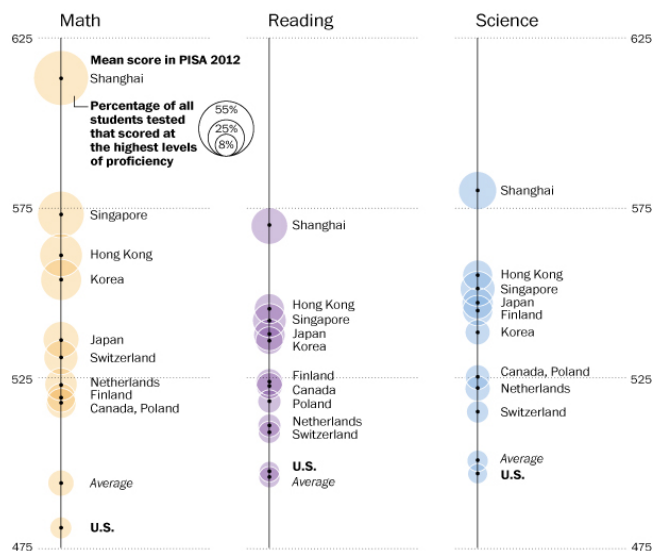 Math
Reading
Science
625
625
Mean score in PISA 2012
Shanghai
Percentage of all
students tested
that scored at
the highest levels
of proficiency
55%
25%
8%
575
575
Singapore
Hong Kong
Korea
Japan
Switzerland
525
525
Netherlands
Finland
Canada, Poland
Average
U.S.
475
475
Shanghai
Hong Kong
Singapore
Japan
Korea
Finland
Canada
Poland
Netherlands
Switzerland
U.S.
Average
Shanghai
Hong Kong
Singapore
Japan
Finland
Korea
Canada, Poland
Netherlands
Switzerland
Average
U.S.